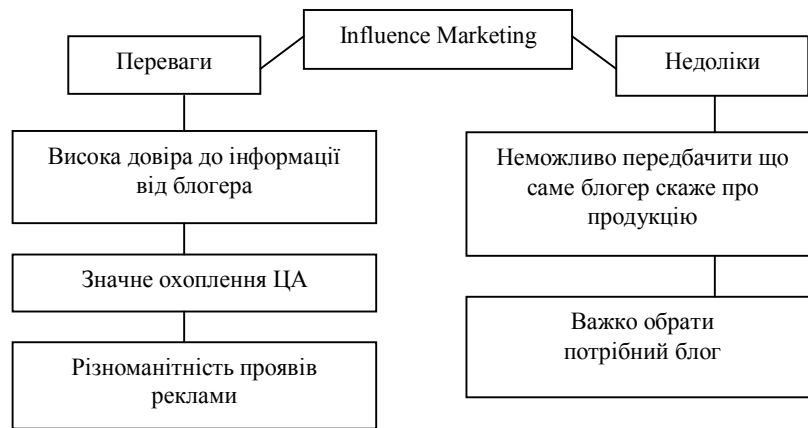 Influence Marketing
Переваги
Недоліки
Висока довіра до інформації
від блогера
Значне охоплення ЦА
Різноманітність проявів
реклами
Неможливо передбачити що
саме блогер скаже про
продукцію
Важко обрати
потрібний блог